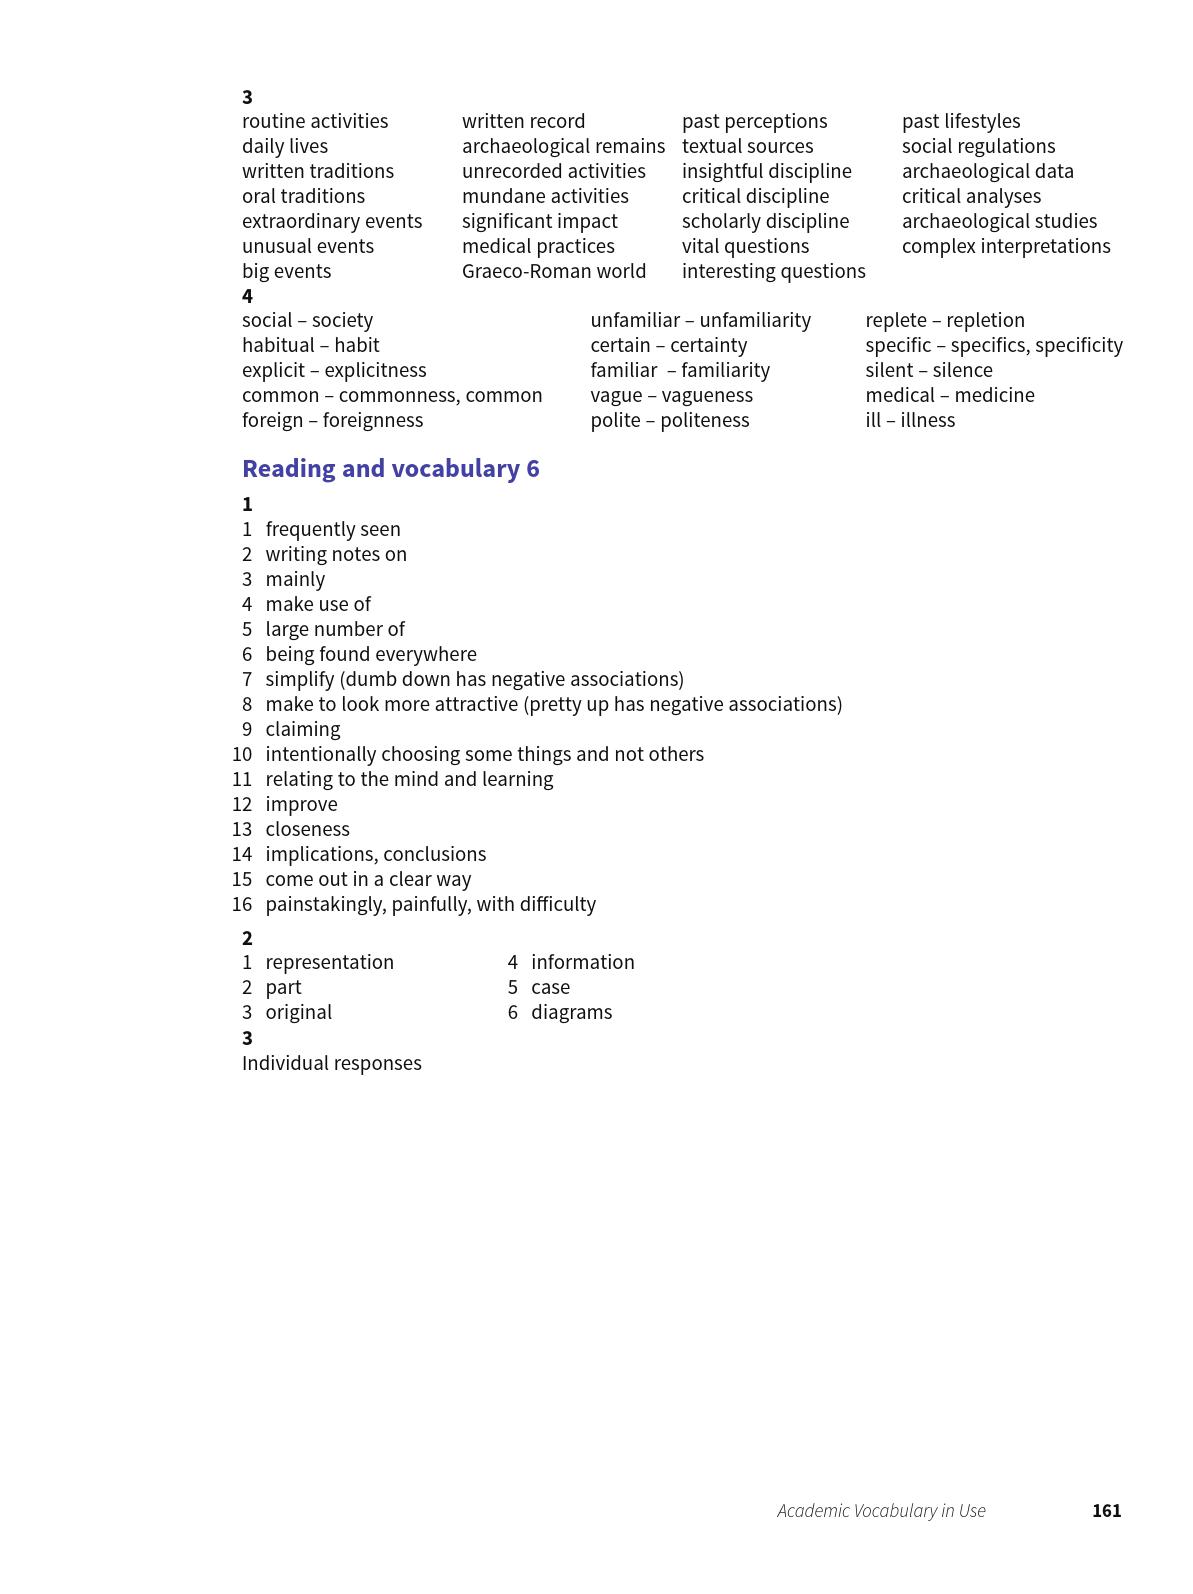 3
routine activities written record past perceptions past lifestyles
daily lives archaeological remains textual sources social regulations
written traditions unrecorded activities insightful discipline archaeological data
oral traditions mundane activities critical discipline critical analyses
extraordinary events significant impact scholarly discipline archaeological studies
unusual events medical practices vital questions complex interpretations
big events Graeco-Roman world interesting questions
4
social – society unfamiliar – unfamiliarity replete – repletion
habitual – habit certain – certainty specific – specifics, specificity
explicit – explicitness familiar – familiarity silent – silence
common – commonness, common vague – vagueness medical – medicine
foreign – foreignness polite – politeness ill – illness
Reading and vocabulary 6
1
1 frequently seen
2 writing notes on
3 mainly
4 make use of
5 large number of
6 being found everywhere
7 simplify (dumb down has negative associations)
8 make to look more attractive (pretty up has negative associations)
9 claiming
10 intentionally choosing some things and not others
11 relating to the mind and learning
12 improve
13 closeness
14 implications, conclusions
15 come out in a clear way
16 painstakingly, painfully, with difficulty
2
1 representation 4 information
2 part 5 case
3 original 6 diagrams
3
Individual responses
Academic Vocabulary in Use 161